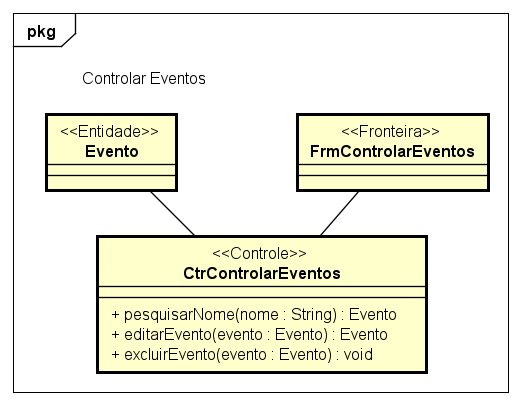 pkg
Controlar Eventos
<<Entidade>>
Evento
<<Fronteira>>
FrmControlarEventos
<<Controle>>
CtrControlarEventos
+ pesquisarNome(nome : String) : Evento
+ editarEvento(evento : Evento) : Evento
+ excluirEvento(evento : Evento) : void